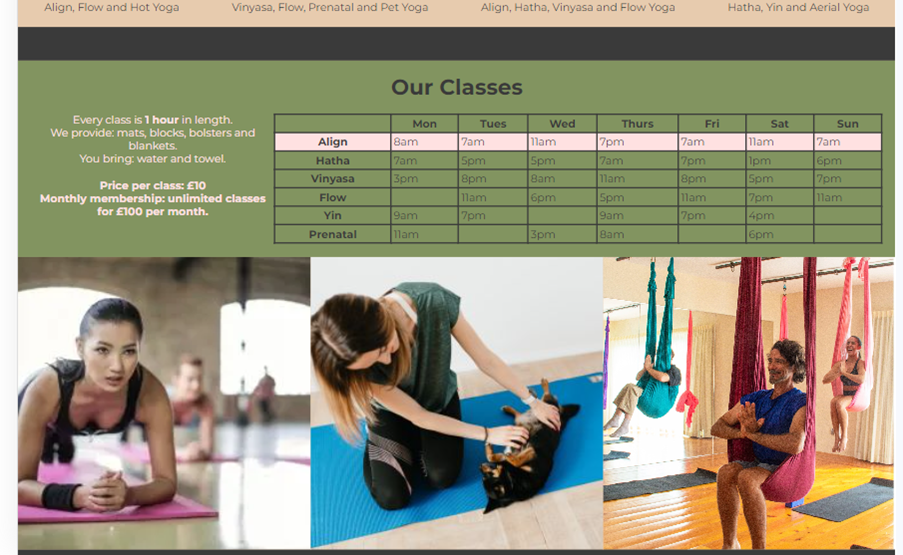 Align, Flow and Hot Yoga Vinyasa, Flow, Prenatal and Pet Yoga Align, Hatha, Vinyasa and Flow Yoga Hatha, Yin and Aerial Yoga
Our Classes
Every class is 1 hour in length.
We provide: mats, blocks, bolsters and
blankets.
You bring: water and towel.
Price per class: £10
Monthly membership: unlimited classes
for £100 per month.
Mon Tues Wed Thurs Fri Sat Sun
Align 8am 7am 11am 7pm 7am 11am 7am
Hatha 7am 5pm 5pm 7am 7pm 1pm 6pm
Vinyasa 3pm 8pm 8am 11am 8pm 5pm 7pm
Flow 11am 6pm 5pm 11am 7pm 11am
Yin 9am 7pm 9am 7pm 4pm
Prenatal 11am 3pm 8am 6pm